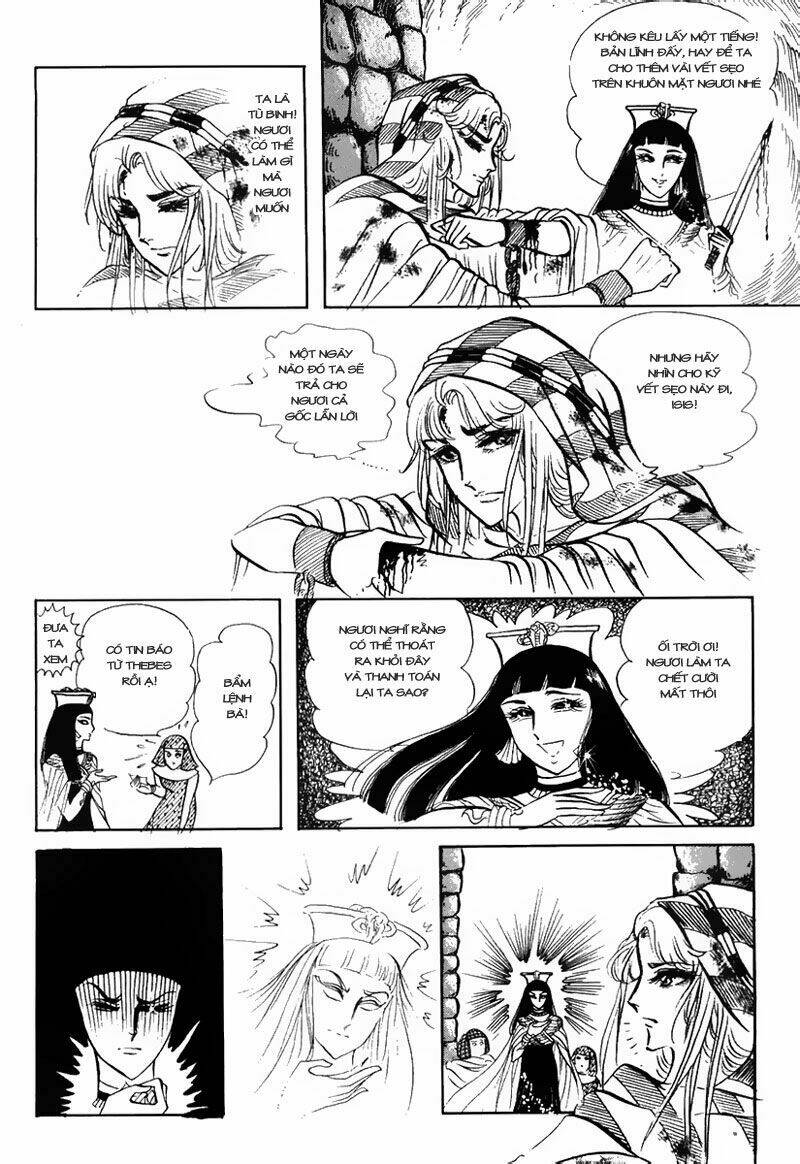 KHÔNG KÊU LẤY MỘT TIẾNG!
BẢN LĨNH ĐẤY, HAY ĐỂ TA
CHO THÊM VÀI VẾT SẸO
TRÊN KHUÔN MẶT NGƯƠI NHÉ
TA LÀ
TÙ BINH!
NGƯƠI
CÓ THỂ
LÀM GÌ
MÀ
NGƯƠI
MUỐN
MỘT NGÀY
NÀO ĐÓ TA SẼ
TRẢ CHO
NGƯƠI CẢ
GỐC LẪN LỜI
NHƯNG HÃY
NHÌN CHO KỸ
VẾT SẸO NÀY ĐI,
ISIS!
ĐƯA
TA
XEM
CÓ TIN BÁO
TỪ THEBES
RỒI Ạ!
BẨM
LỆNH
BÀ!
NGƯƠI NGHĨ RẰNG
CÓ THỂ THOÁT
RA KHỎI ĐÂY
VÀ THANH TOÁN
LẠI TA SAO?
ỐI TRỜI ƠI!
NGƯƠI LÀM TA
CHẾT CƯỜI
MẤT THÔI